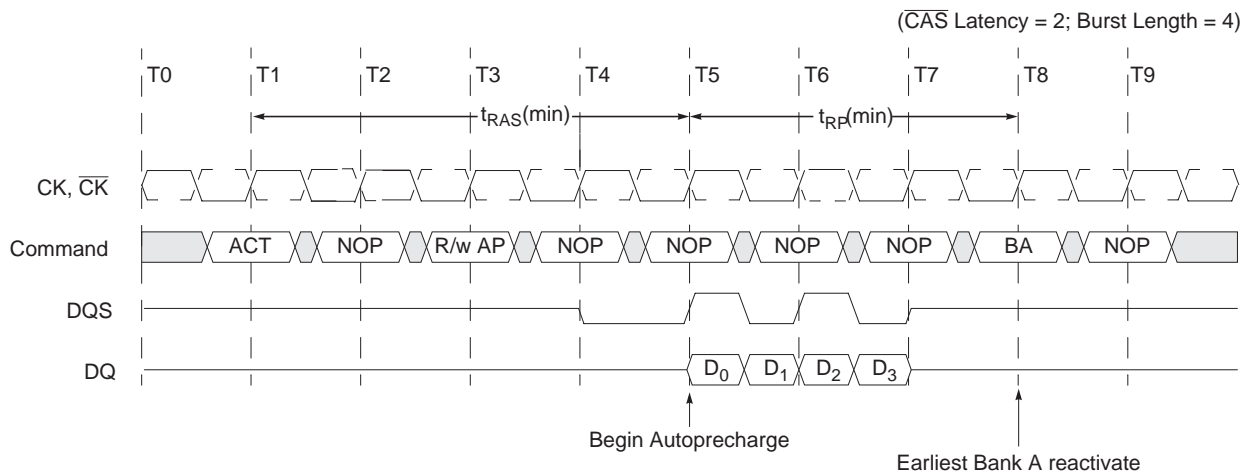 (C̅A̅S̅ Latency = 2; Burst Length = 4)
T0 T1 T2 T3 T4 T5 T6 T7 T8 T9
tRAS(min) tRP(min)
CK, C̅K̅
Command ACT NOP R/w AP NOP NOP NOP NOP BA NOP
DQS
DQ D0 D1 D2 D3
Begin Autoprecharge
Earliest Bank A reactivate